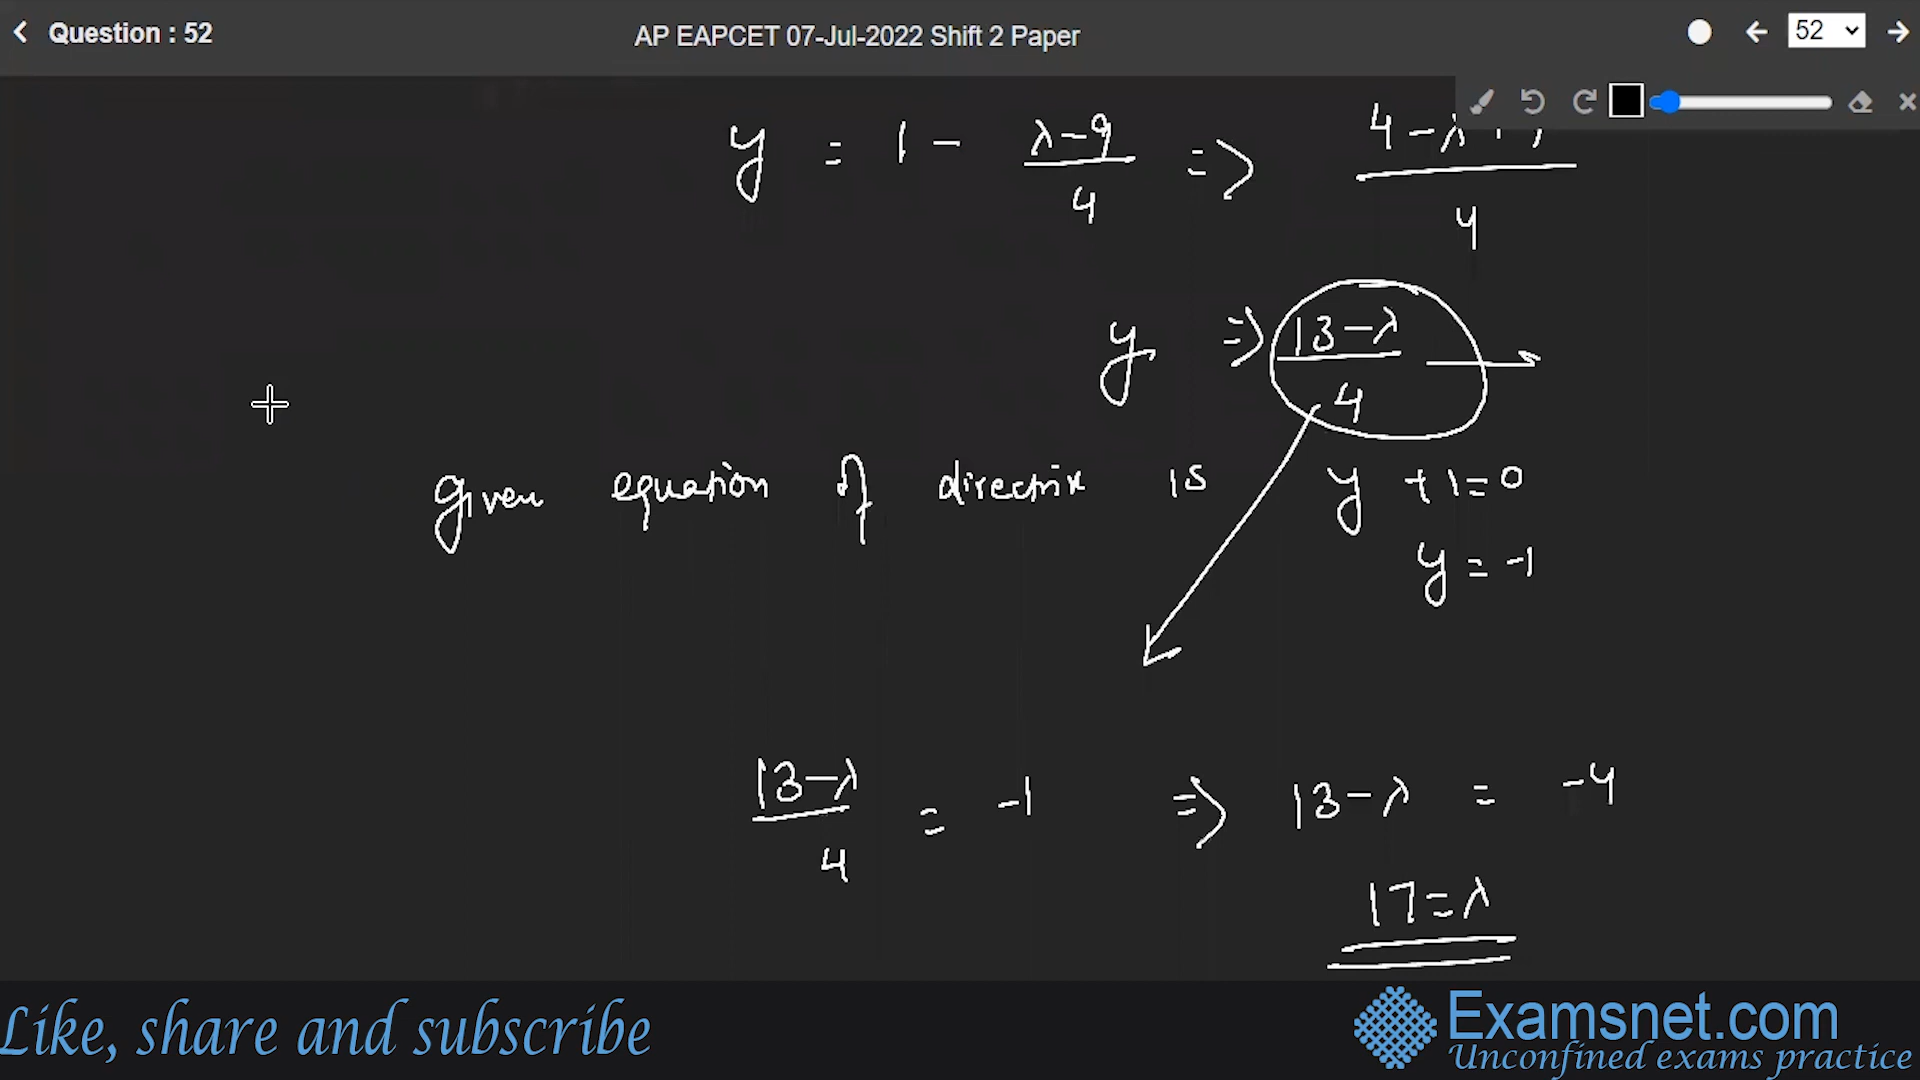 Question : 52
AP EAPCET 07-Jul-2022 Shift 2 Paper
52
y = 1 - (λ-9)/4 => (4-λ+9)/4
y => (13-λ)/4
given equation of directrix is y +1=0
y = -1
(13-λ)/4 = -1 => 13-λ = -4
17=λ
Like, share and subscribe
Examsnet.com
Unconfined exams practice